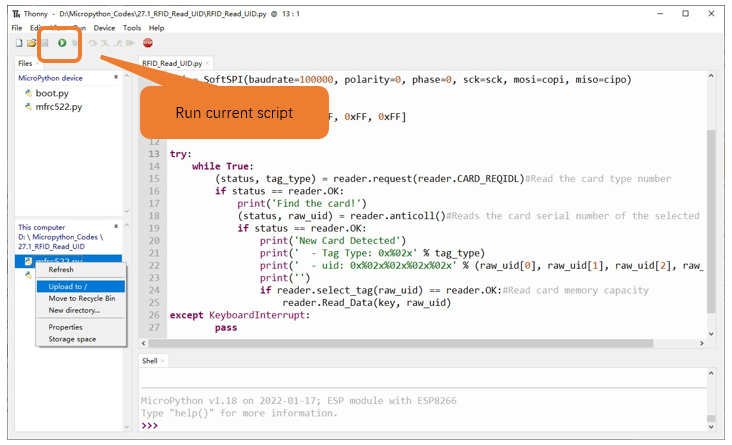 Thonny - D:\Micropython_Codes\27.1_RFID_Read_UID\RFID_Read_UID.py @ 13 : 1
File Edit Run Device Tools Help
Files
MicroPython device
boot.py
mfrc522.py
This computer
D: \ Micropython_Codes \
27.1_RFID_Read_UID
mfrc522.py
Refresh
Upload to /
Move to Recycle Bin
New directory...
Properties
Storage space
Run current script
RFID_Read_UID.py
SoftSPI(baudrate=100000, polarity=0, phase=0, sck=sck, mosi=copi, miso=cipo)
, 0xFF, 0xFF]
12
13 try:
14 while True:
15 (status, tag_type) = reader.request(reader.CARD_REQIDL)#Read the card type number
16 if status == reader.OK:
17 print('Find the card!')
18 (status, raw_uid) = reader.anticoll()#Reads the card serial number of the selected
19 if status == reader.OK:
20 print('New Card Detected')
21 print('  - Tag Type: 0x%02x' % tag_type)
22 print('  - uid: 0x%02x%02x%02x%02x' % (raw_uid[0], raw_uid[1], raw_uid[2], raw_
23 print('')
24 if reader.select_tag(raw_uid) == reader.OK:#Read card memory capacity
25 reader.Read_Data(key, raw_uid)
26 except KeyboardInterrupt:
27 pass
Shell
MicroPython v1.18 on 2022-01-17; ESP module with ESP8266
Type "help()" for more information.
>>>